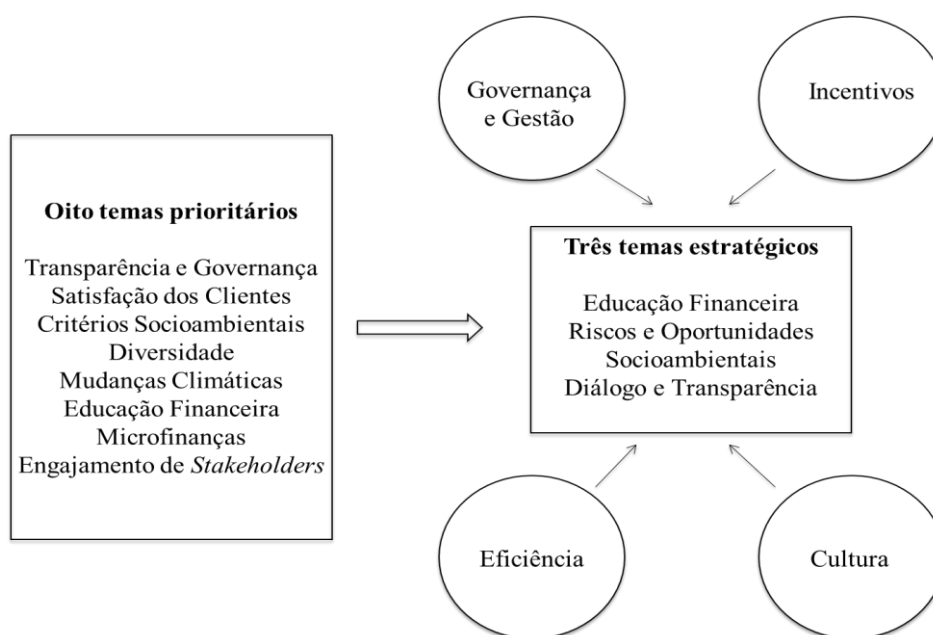 Oito temas prioritários
Transparência e Governança
Satisfação dos Clientes
Critérios Socioambientais
Diversidade
Mudanças Climáticas
Educação Financeira
Microfinanças
Engajamento de Stakeholders
Governança
e Gestão
Incentivos
Três temas estratégicos
Educação Financeira
Riscos e Oportunidades
Socioambientais
Diálogo e Transparência
Eficiência
Cultura